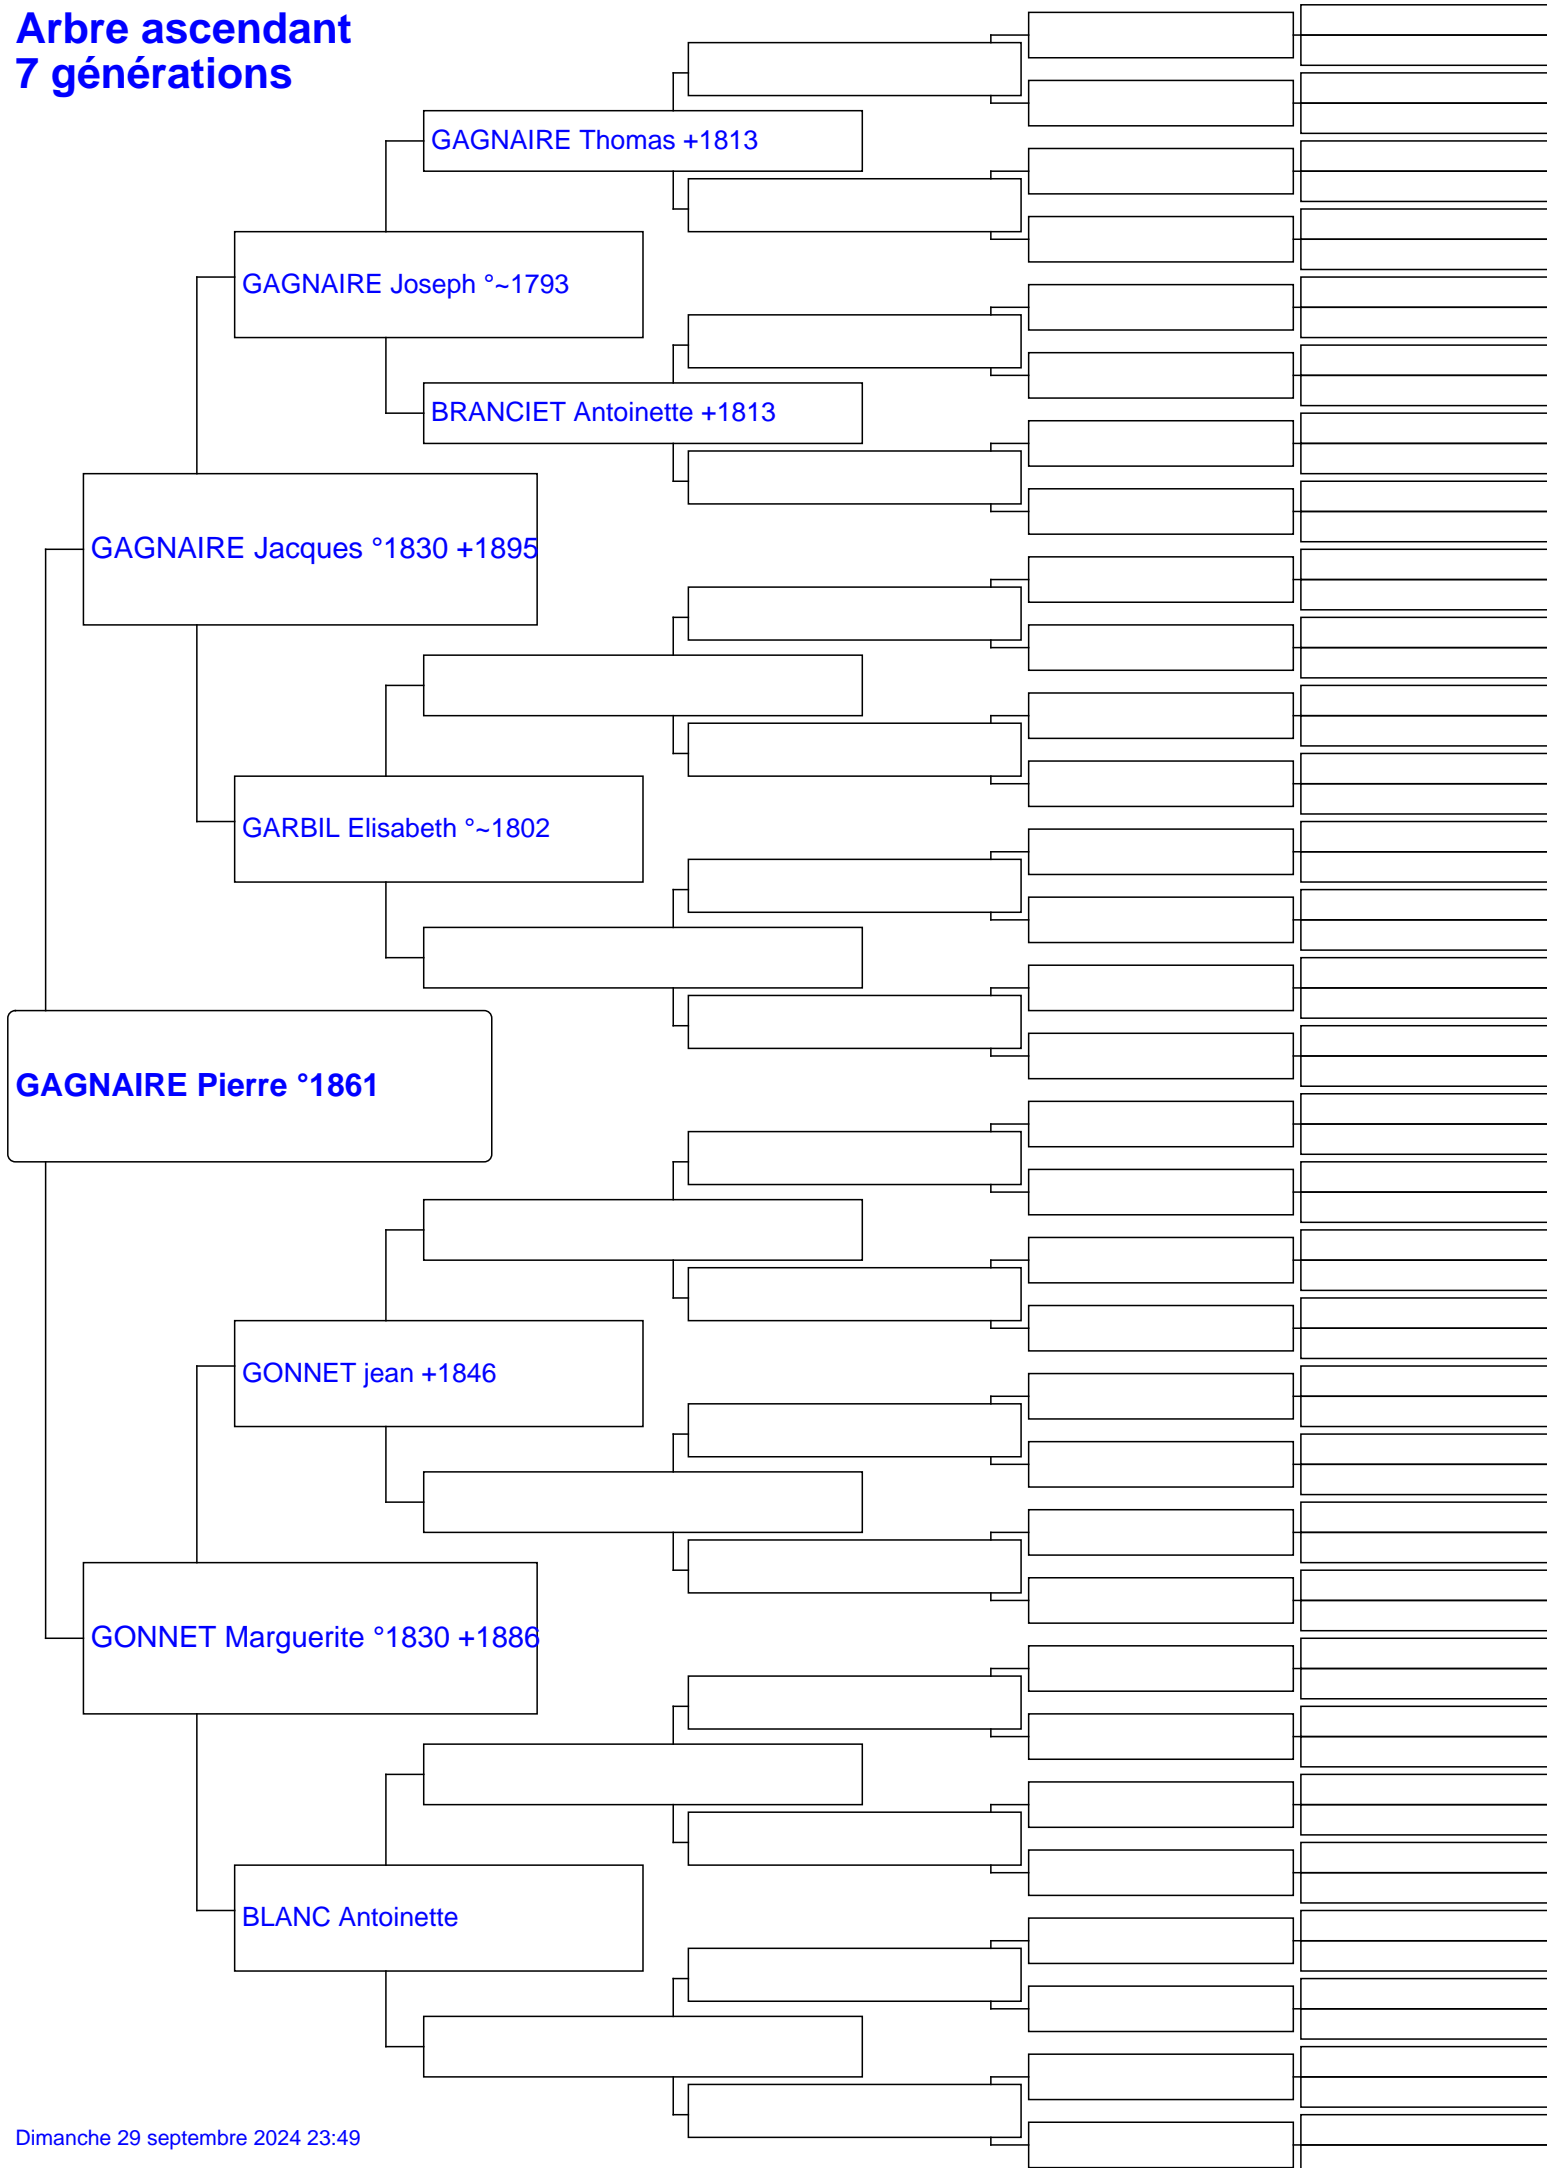 Arbre ascendant
7 générations
GAGNAIRE Thomas +1813
GAGNAIRE Joseph °~1793
BRANCIET Antoinette +1813
GAGNAIRE Jacques °1830 +1895
GARBIL Elisabeth °~1802
GAGNAIRE Pierre °1861
GONNET jean +1846
GONNET Marguerite °1830 +1886
BLANC Antoinette
Dimanche 29 septembre 2024 23:49